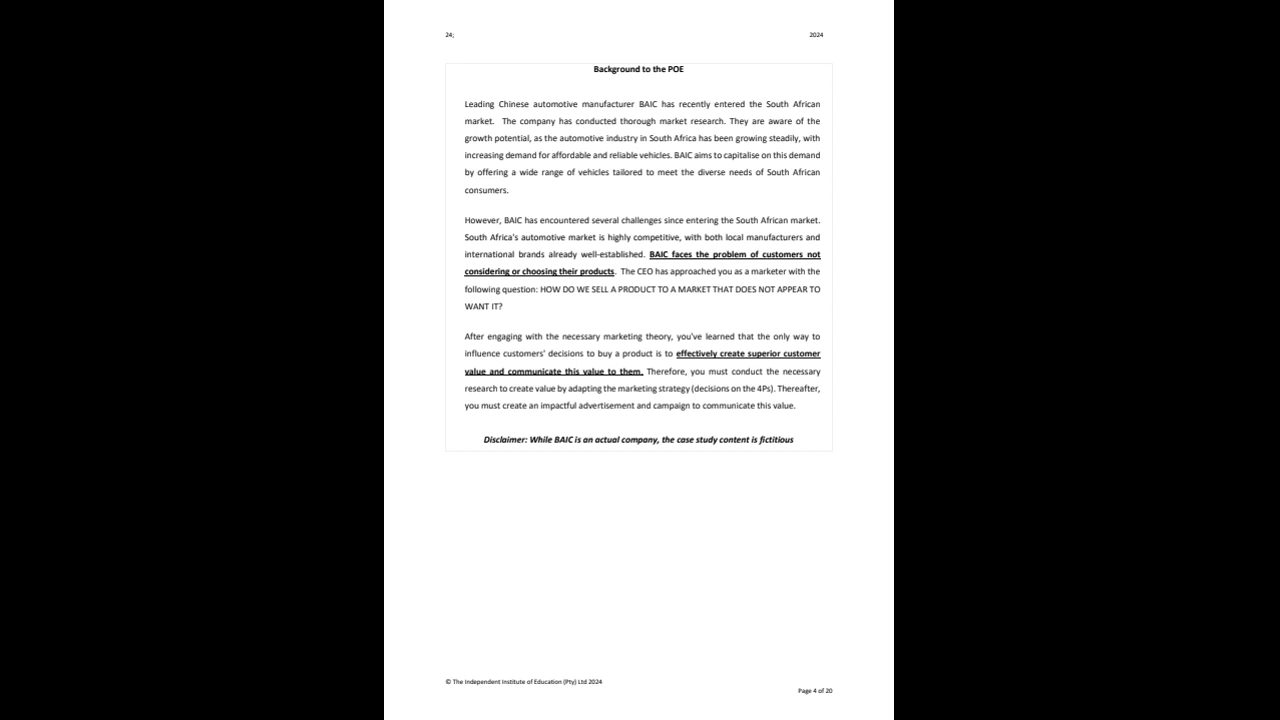 24;
2024
Background to the POE
Leading Chinese automotive manufacturer BAIC has recently entered the South African
market.  The company has conducted thorough market research. They are aware of the
growth potential, as the automotive industry in South Africa has been growing steadily, with
increasing demand for affordable and reliable vehicles. BAIC aims to capitalise on this demand
by offering a wide range of vehicles tailored to meet the diverse needs of South African
consumers.
However, BAIC has encountered several challenges since entering the South African market.
South Africa's automotive market is highly competitive, with both local manufacturers and
international brands already well-established. BAIC faces the problem of customers not
considering or choosing their products.  The CEO has approached you as a marketer with the
following question: HOW DO WE SELL A PRODUCT TO A MARKET THAT DOES NOT APPEAR TO
WANT IT?
After engaging with the necessary marketing theory, you've learned that the only way to
influence customers' decisions to buy a product is to effectively create superior customer
value and communicate this value to them. Therefore, you must conduct the necessary
research to create value by adapting the marketing strategy (decisions on the 4Ps). Thereafter,
you must create an impactful advertisement and campaign to communicate this value.
Disclaimer: While BAIC is an actual company, the case study content is fictitious
© The Independent Institute of Education (Pty) Ltd 2024
Page 4 of 20